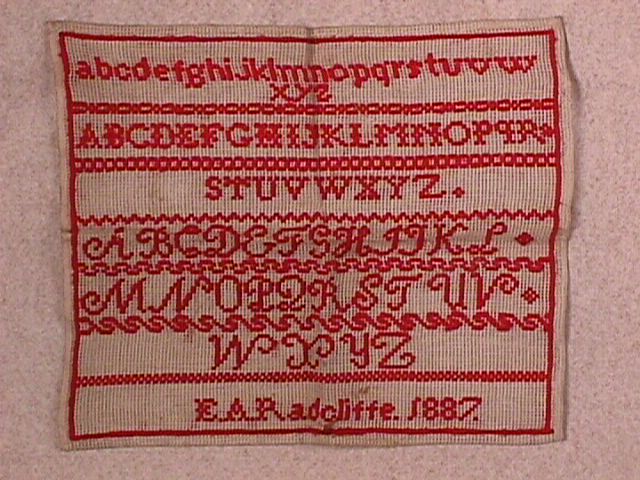 abcdefghijklmnopqrstuvw
xyz
ABCDEFGHIJKLMNOPQR
STUVWXYZ.
ABCDEFGHIJKL
MNOPQRSTUV
WXYZ
E.A.Radcliffe. 1887.